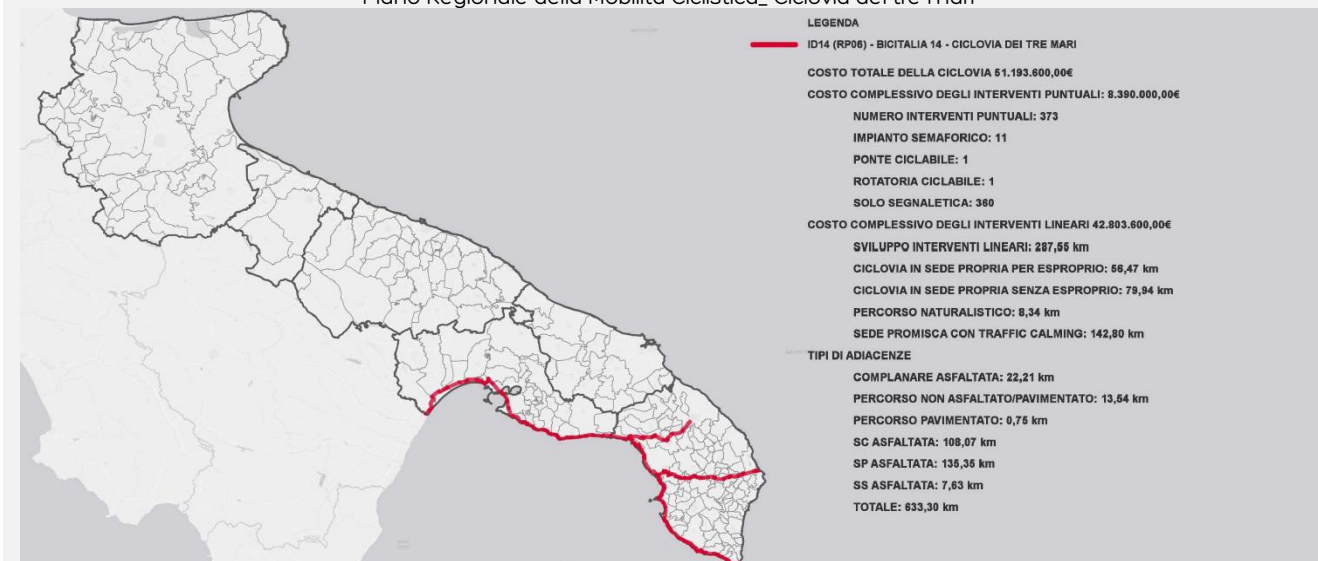 Piano Regionale della Mobilità Ciclistica_ Ciclovia dei tre mari
LEGENDA
ID14 (RP06) - BICITALIA 14 - CICLOVIA DEI TRE MARI
COSTO TOTALE DELLA CICLOVIA 51.193.600,00€
COSTO COMPLESSIVO DEGLI INTERVENTI PUNTUALI: 8.390.000,00€
NUMERO INTERVENTI PUNTUALI: 373
IMPIANTO SEMAFORICO: 11
PONTE CICLABILE: 1
ROTATORIA CICLABILE: 1
SOLO SEGNALETICA: 360
COSTO COMPLESSIVO DEGLI INTERVENTI LINEARI 42.803.600,00€
SVILUPPO INTERVENTI LINEARI: 287,55 km
CICLOVIA IN SEDE PROPRIA PER ESPROPRIO: 56,47 km
CICLOVIA IN SEDE PROPRIA SENZA ESPROPRIO: 79,94 km
PERCORSO NATURALISTICO: 8,34 km
SEDE PROMISCA CON TRAFFIC CALMING: 142,80 km
TIPI DI ADIACENZE
COMPLANARE ASFALTATA: 22,21 km
PERCORSO NON ASFALTATO/PAVIMENTATO: 13,54 km
PERCORSO PAVIMENTATO: 0,75 km
SC ASFALTATA: 108,07 km
SP ASFALTATA: 135,35 km
SS ASFALTATA: 7,63 km
TOTALE: 633,30 km